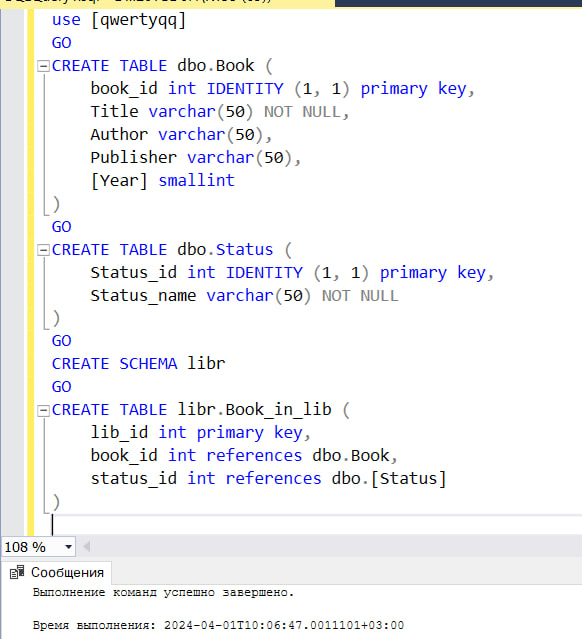 use [qwertyqq]
GO
CREATE TABLE dbo.Book (
book_id int IDENTITY (1, 1) primary key,
Title varchar(50) NOT NULL,
Author varchar(50),
Publisher varchar(50),
[Year] smallint
)
GO
CREATE TABLE dbo.Status (
Status_id int IDENTITY (1, 1) primary key,
Status_name varchar(50) NOT NULL
)
GO
CREATE SCHEMA libr
GO
CREATE TABLE libr.Book_in_lib (
lib_id int primary key,
book_id int references dbo.Book,
status_id int references dbo.[Status]
)
108 %
Сообщения
Выполнение команд успешно завершено.
Время выполнения: 2024-04-01T10:06:47.0011101+03:00